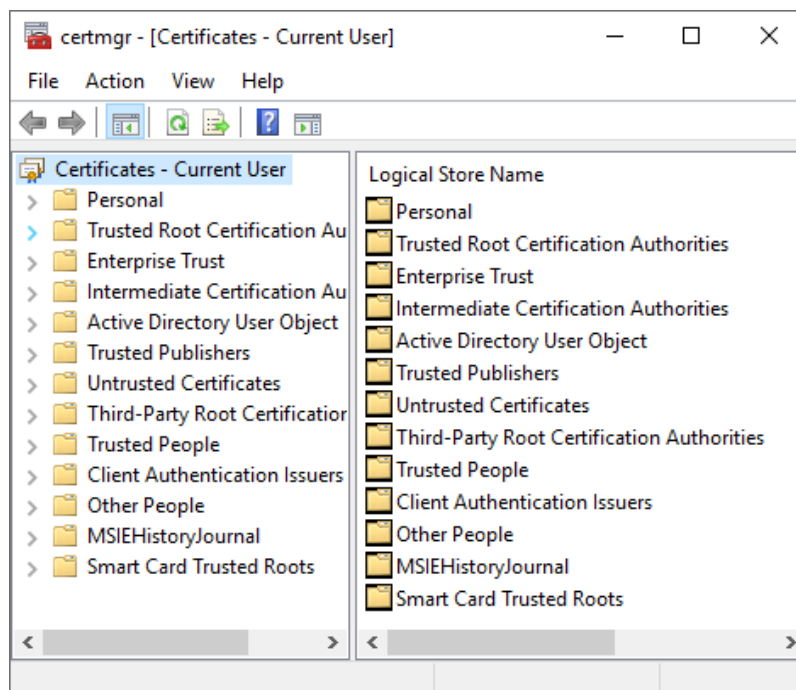 certmgr - [Certificates - Current User]
File Action View Help
Certificates - Current User
Personal
Trusted Root Certification Au
Enterprise Trust
Intermediate Certification Au
Active Directory User Object
Trusted Publishers
Untrusted Certificates
Third-Party Root Certification
Trusted People
Client Authentication Issuers
Other People
MSIEHistoryJournal
Smart Card Trusted Roots
Logical Store Name
Personal
Trusted Root Certification Authorities
Enterprise Trust
Intermediate Certification Authorities
Active Directory User Object
Trusted Publishers
Untrusted Certificates
Third-Party Root Certification Authorities
Trusted People
Client Authentication Issuers
Other People
MSIEHistoryJournal
Smart Card Trusted Roots